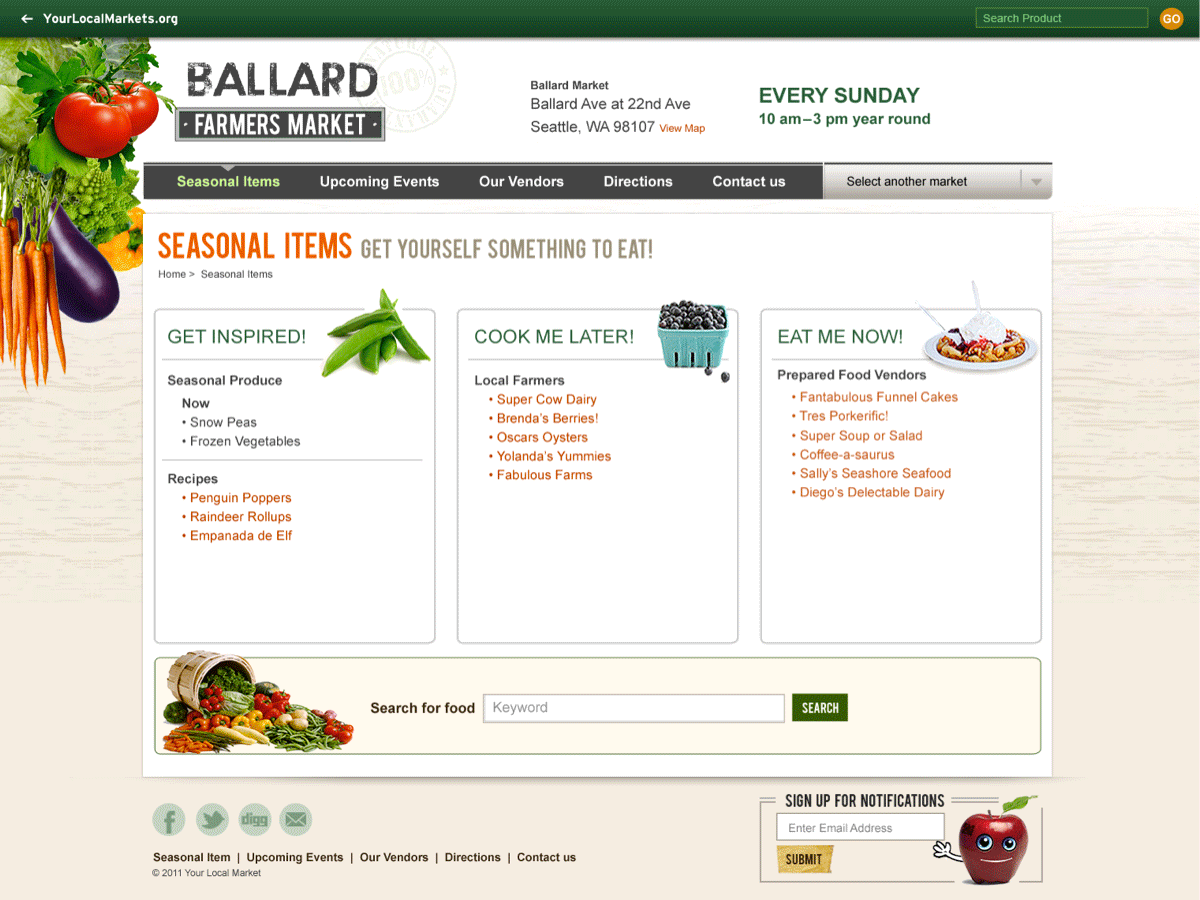 YourLocalMarkets.org
Search Product
GO
BALLARD
· FARMERS MARKET ·
NATURAL
100%
Ballard Market
Ballard Ave at 22nd Ave
Seattle, WA 98107 View Map
EVERY SUNDAY
10 am–3 pm year round
Seasonal Items
Upcoming Events
Our Vendors
Directions
Contact us
Select another market
SEASONAL ITEMS GET YOURSELF SOMETHING TO EAT!
Home > Seasonal Items
GET INSPIRED!
Seasonal Produce
Now
• Snow Peas
• Frozen Vegetables
Recipes
• Penguin Poppers
• Raindeer Rollups
• Empanada de Elf
COOK ME LATER!
Local Farmers
• Super Cow Dairy
• Brenda's Berries!
• Oscars Oysters
• Yolanda's Yummies
• Fabulous Farms
EAT ME NOW!
Prepared Food Vendors
• Fantabulous Funnel Cakes
• Tres Porkerific!
• Super Soup or Salad
• Coffee-a-saurus
• Sally's Seashore Seafood
• Diego's Delectable Dairy
Search for food
Keyword
SEARCH
f
digg
Seasonal Item | Upcoming Events | Our Vendors | Directions | Contact us
© 2011 Your Local Market
SIGN UP FOR NOTIFICATIONS
Enter Email Address
SUBMIT